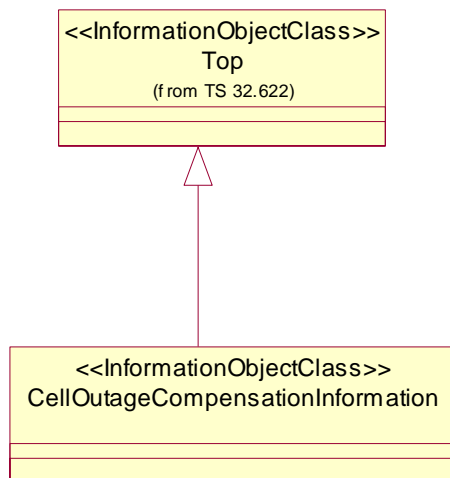 <<InformationObjectClass>>
Top
(from TS 32.622)
<<InformationObjectClass>>
CellOutageCompensationInformation